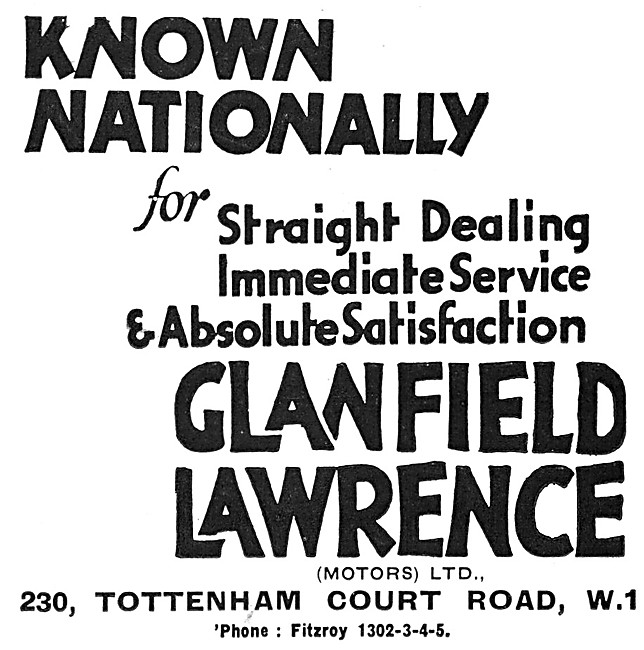 KNOWN
NATIONALLY
for Straight Dealing
Immediate Service
& Absolute Satisfaction
GLANFIELD
LAWRENCE
(MOTORS) LTD.,
230, TOTTENHAM COURT ROAD, W.1
'Phone : Fitzroy 1302-3-4-5.